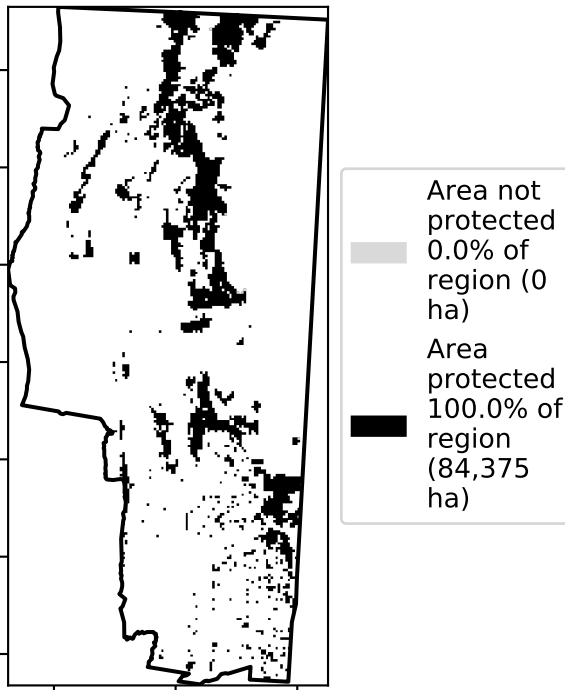 Area not
protected
0.0% of
region (0
ha)
Area
protected
100.0% of
region
(84,375
ha)